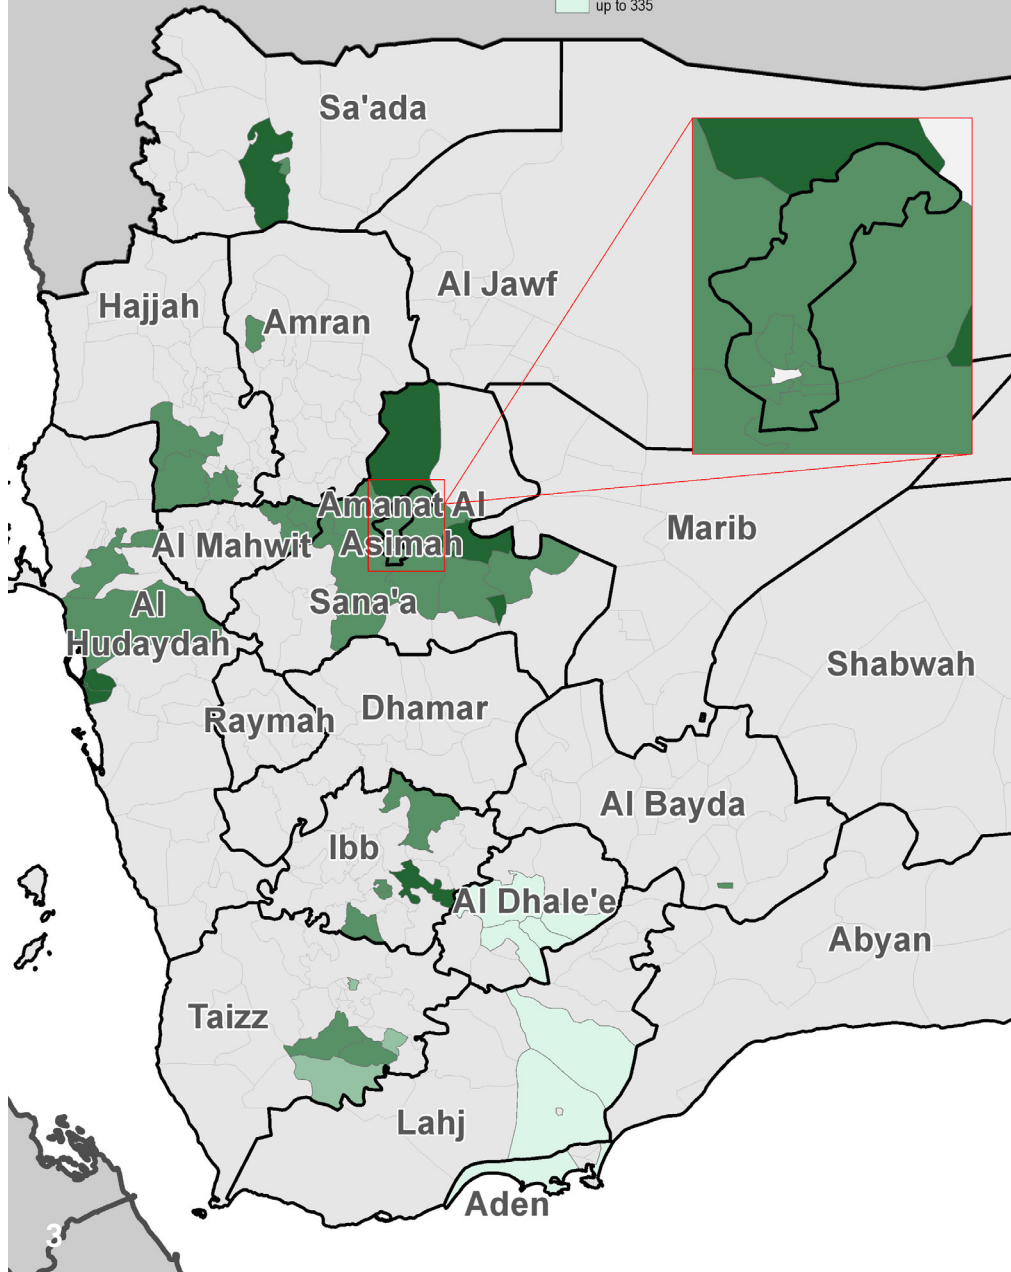 up to 335
Sa'ada
Al Jawf
Hajjah
Amran
Amanat Al
Asimah
Marib
Al Mahwit
Sana'a
Al
Hudaydah
Shabwah
Raymah
Dhamar
Al Bayda
Ibb
Al Dhale'e
Abyan
Taizz
Lahj
Aden
3